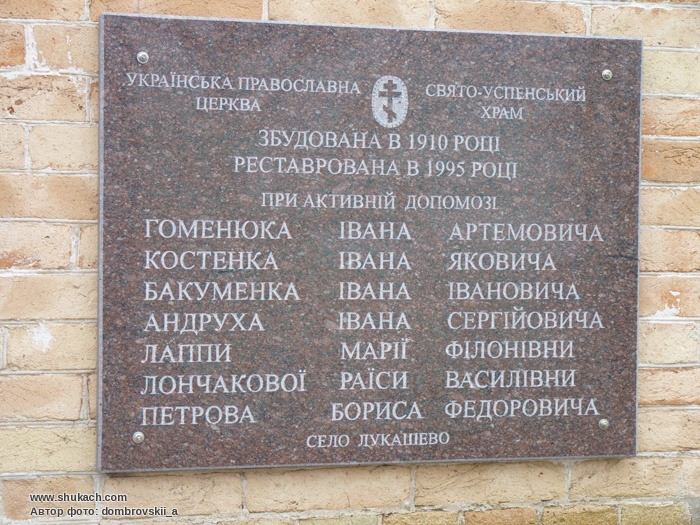 УКРАЇНСЬКА ПРАВОСЛАВНА ЦЕРКВА
СВЯТО-УСПЕНСЬКИЙ ХРАМ
ЗБУДОВАНА В 1910 РОЦІ
РЕСТАВРОВАНА В 1995 РОЦІ
ПРИ АКТИВНІЙ ДОПОМОЗІ
ГОМЕНЮКА ІВАНА АРТЕМОВИЧА
КОСТЕНКА ІВАНА ЯКОВИЧА
БАКУМЕНКА ІВАНА ІВАНОВИЧА
АНДРУХА ІВАНА СЕРГІЙОВИЧА
ЛАППИ МАРІЇ ФІЛОНІВНИ
ЛОНЧАКОВОЇ РАЇСИ ВАСИЛІВНИ
ПЕТРОВА БОРИСА ФЕДОРОВИЧА
СЕЛО ЛУКАШЕВО
www.shukach.com
Автор фото: dombrovskii_a